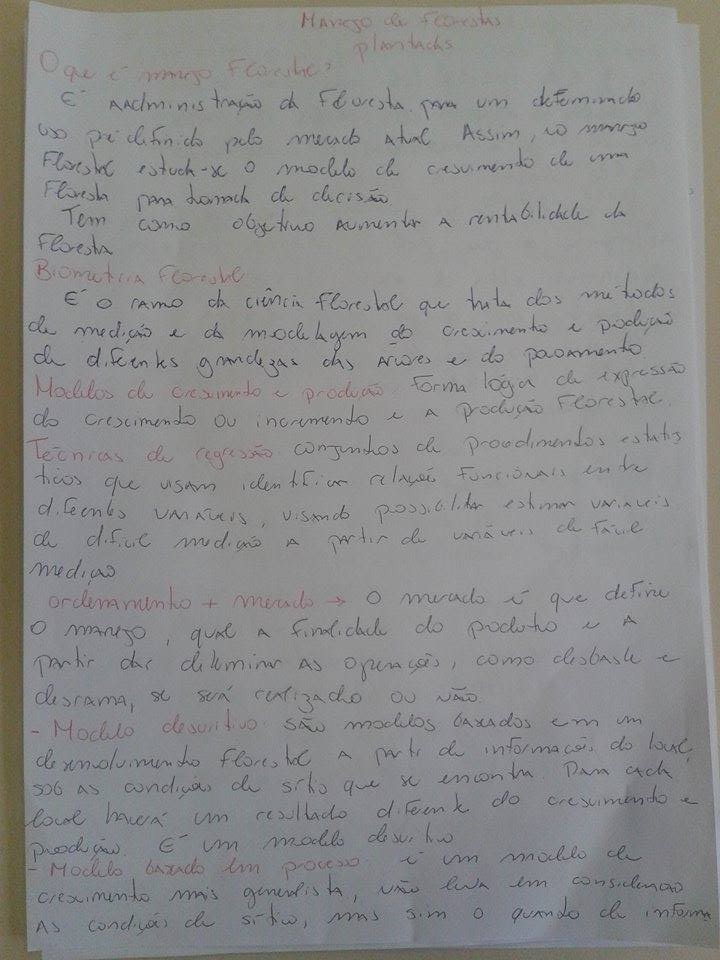 Manejo de Florestas
plantadas
O que é manejo Florestal?
É AAdministração da Floresta para um determinado
uso pré definido pelo mercado atual Assim, no manejo
Florestal estuda-se o modelo de crescimento de uma
Floresta para tomada de decisão
Tem como objetivo aumentar a rentabilidade da
Floresta
Biometria Florestal
É o ramo da ciência Florestal que trata dos métodos
de medição e da modelagem do crescimento e produção
de diferentes grandezas das Árvores e do povoamento
Modelos de crescimento e produção: Forma lógica de expressão
do crescimento ou incremento e a produção Florestal.
Técnicas de regressão conjuntos de procedimentos estatís
ticos que visam identificar relação Funcionais entre
diferentes variáveis, visando possibilitar estimar variáveis
de difícil medição a partir de variáveis de Fácil
medição
ordenamento + mercado → O mercado é que define
o manejo, qual a Finalidade do produto e a
partir daí determinar as operações, como desbaste e
desrama, se será realizado ou não.
- Modelo descritivo: são modelos baxados em um
desenvolvimento Florestal a partir de informações do local,
sob as condições de sítio que se encontra. Para cada
local haverá um resultado diferente do crescimento e
produção. É um modelo descritivo
- Modelo baxado em processo: é um modelo de
crescimento mais generalista, não leva em consideração
As condições de sítio, mas sim o quando de informa